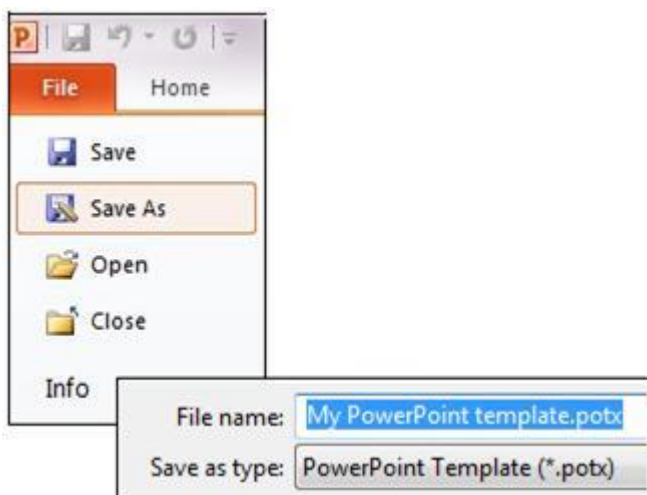 P
File Home
Save
Save As
Open
Close
Info
File name: My PowerPoint template.potx
Save as type: PowerPoint Template (*.potx)